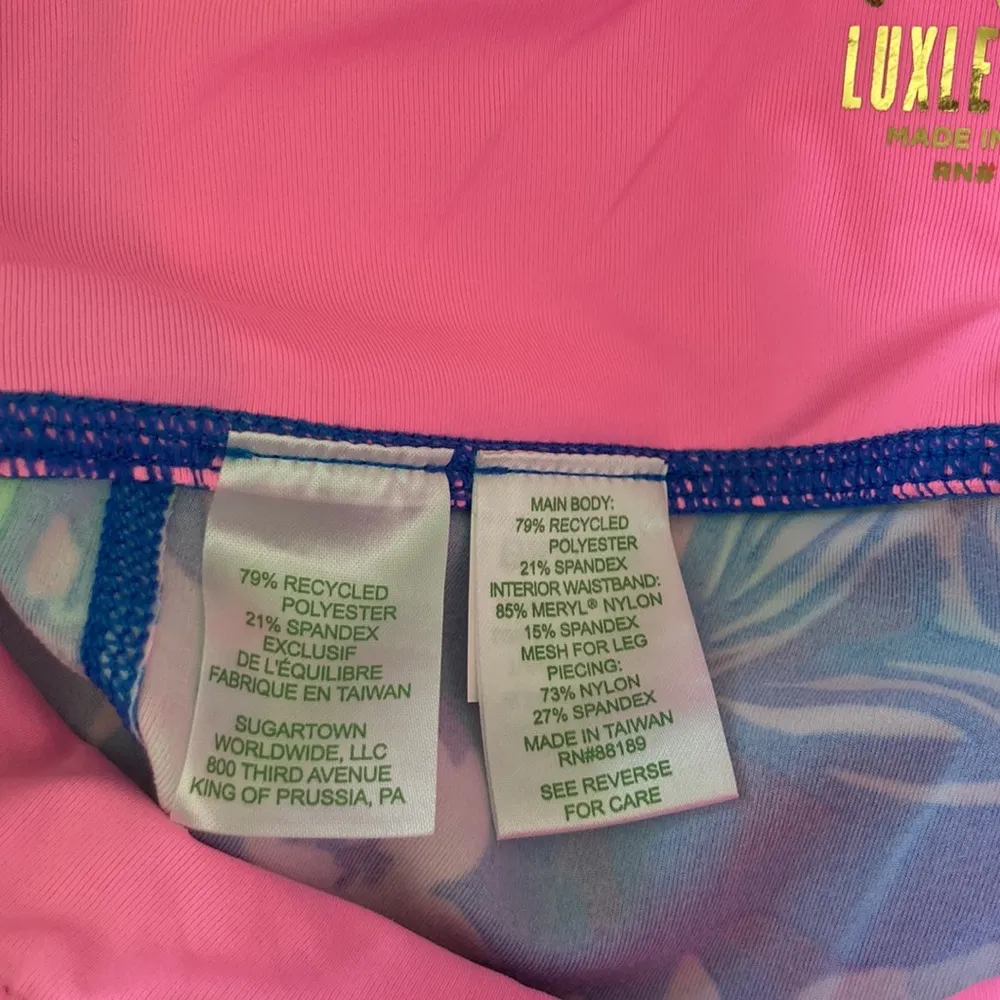 MADE
RN#
79% RECYCLED
POLYESTER
21% SPANDEX
EXCLUSIF
DE L'ÉQUILIBRE
FABRIQUE EN TAIWAN
SUGARTOWN
WORLDWIDE, LLC
800 THIRD AVENUE
KING OF PRUSSIA, PA
MAIN BODY:
79% RECYCLED
POLYESTER
21% SPANDEX
INTERIOR WAISTBAND:
85% MERYL® NYLON
15% SPANDEX
MESH FOR LEG
PIECING:
73% NYLON
27% SPANDEX
MADE IN TAIWAN
RN#88189
SEE REVERSE
FOR CARE